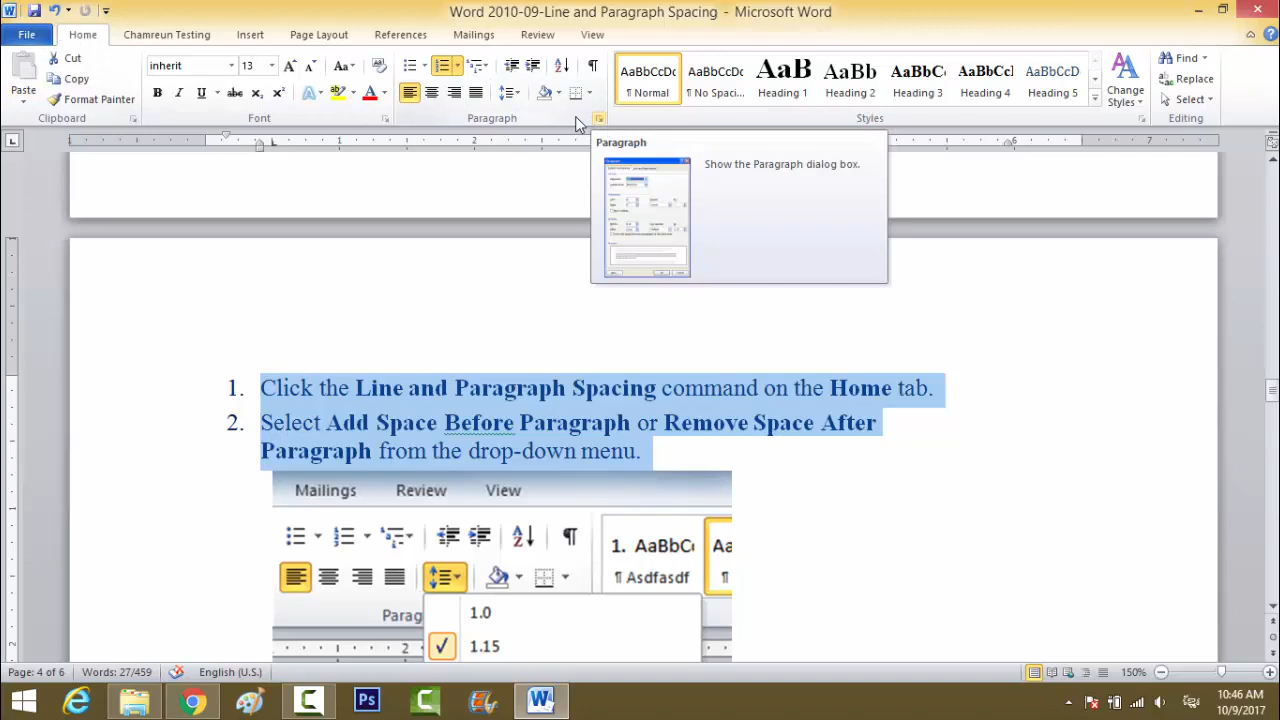 Word 2010-09-Line and Paragraph Spacing - Microsoft Word
File Home Chamreun Testing Insert Page Layout References Mailings Review View
Cut
Copy
Format Painter
Paste
Clipboard
inherit 13
Font
Paragraph
AaBbCcDc AaBbCcDc AaB AaBb AaBbC AaBbC AaBbCcD
¶ Normal ¶ No Spaci... Heading 1 Heading 2 Heading 3 Heading 4 Heading 5
Change
Styles
Styles
Find
Replace
Select
Editing
Paragraph
Show the Paragraph dialog box.
1. Click the Line and Paragraph Spacing command on the Home tab.
2. Select Add Space Before Paragraph or Remove Space After
Paragraph from the drop-down menu.
Mailings Review View
1. AaBbCc Aa
¶ Asdfasdf ¶
Parag
1.0
1.15
Page: 4 of 6 Words: 27/459 English (U.S.) 150%
10:46 AM
10/9/2017